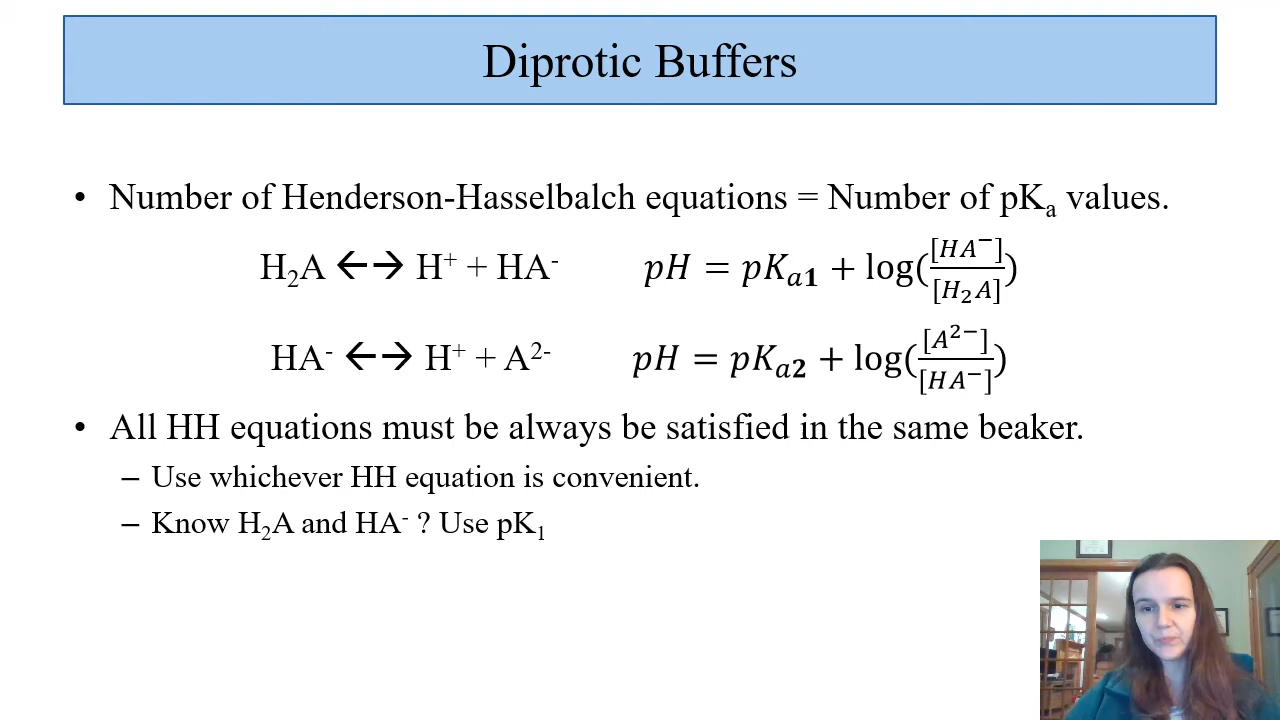 Diprotic Buffers
• Number of Henderson-Hasselbalch equations = Number of pKₐ values.
H₂A ←→ H⁺ + HA⁻ pH = pKₐ₁ + log([HA⁻]/[H₂A])
HA⁻ ←→ H⁺ + A²⁻ pH = pKₐ₂ + log([A²⁻]/[HA⁻])
• All HH equations must be always be satisfied in the same beaker.
– Use whichever HH equation is convenient.
– Know H₂A and HA⁻ ? Use pK₁